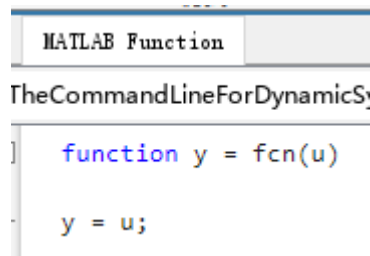 MATLAB Function
TheCommandLineForDynamicSy
function y = fcn(u)
y = u;